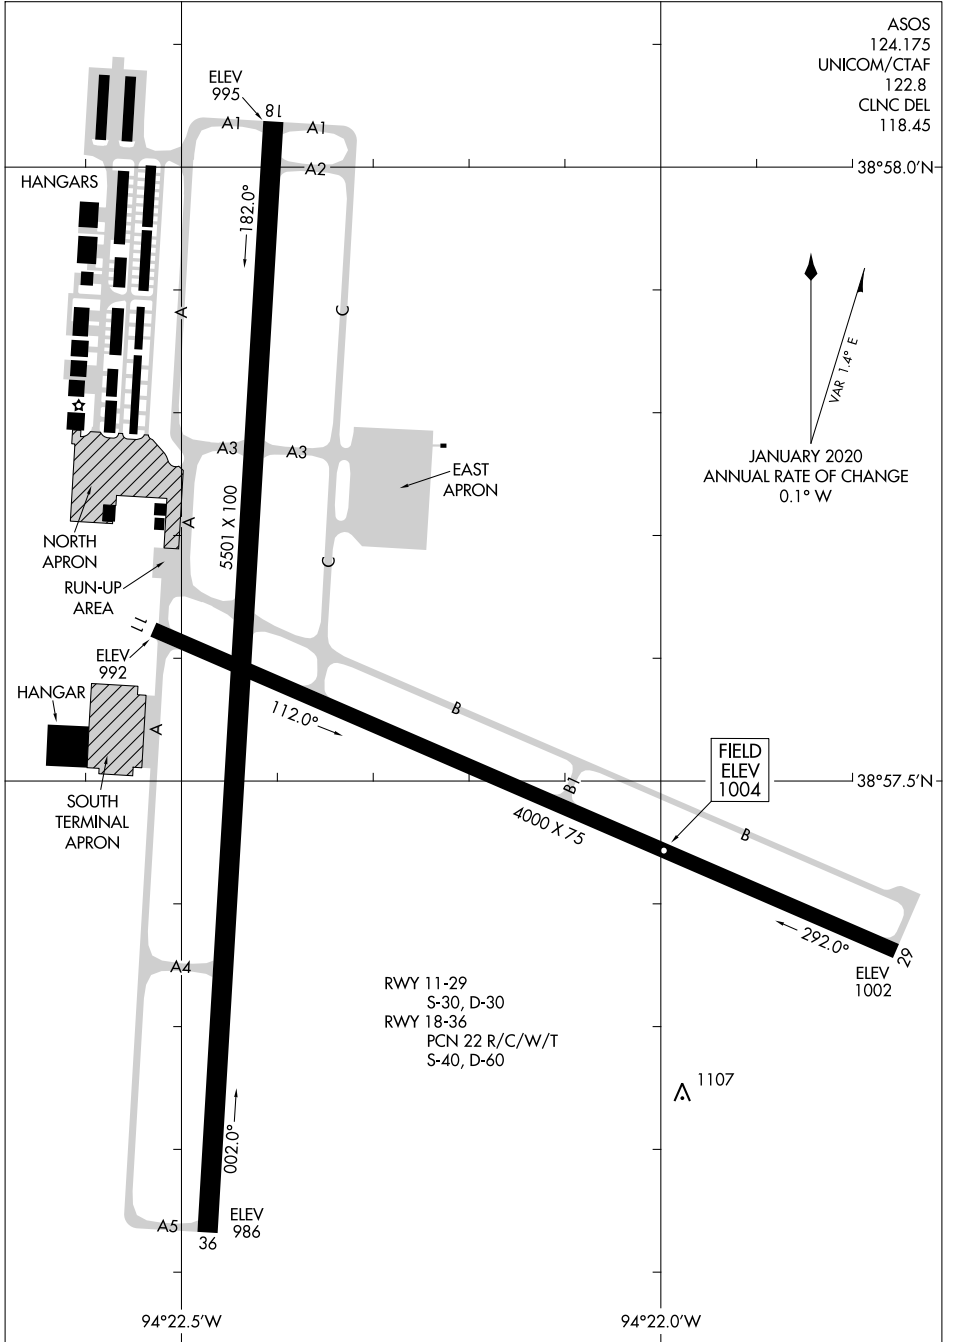 ASOS
124.175
UNICOM/CTAF
122.8
CLNC DEL
118.45
ELEV
995
18
A1
A1
A2
38°58.0'N
HANGARS
182.0°
A
C
VAR 1.4° E
JANUARY 2020
ANNUAL RATE OF CHANGE
0.1° W
A3
A3
EAST
APRON
5501 X 100
A
NORTH
APRON
C
RUN-UP
AREA
11
ELEV
992
HANGAR
A
112.0°
B
FIELD
ELEV
1004
38°57.5'N
B1
SOUTH
TERMINAL
APRON
4000 X 75
B
292.0°
29
ELEV
1002
A4
RWY 11-29
S-30, D-30
RWY 18-36
PCN 22 R/C/W/T
S-40, D-60
1107
002.0°
A5
ELEV
986
36
94°22.5'W
94°22.0'W